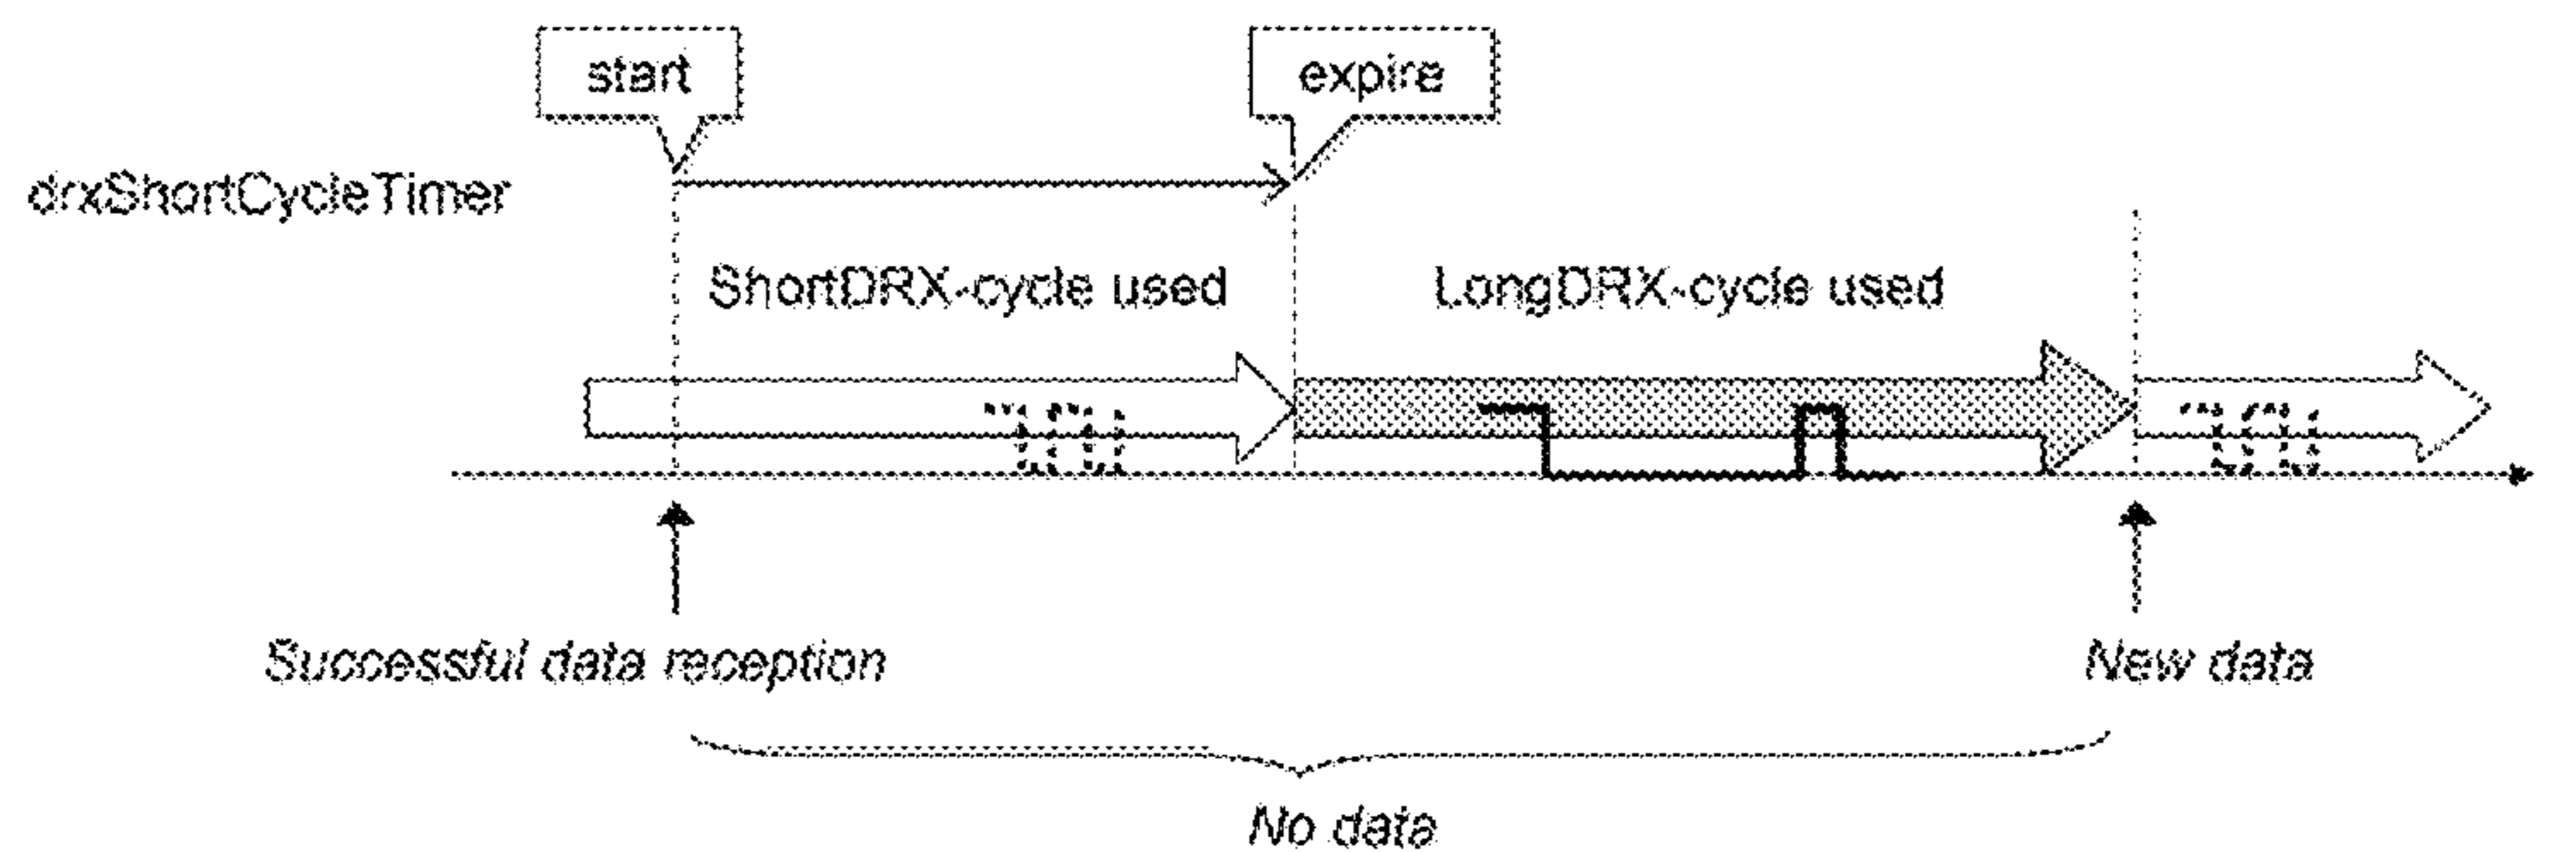 start
expire
drxShortCycleTimer
ShortDRX-cycle used
LongDRX-cycle used
Successful data reception
New data
No data